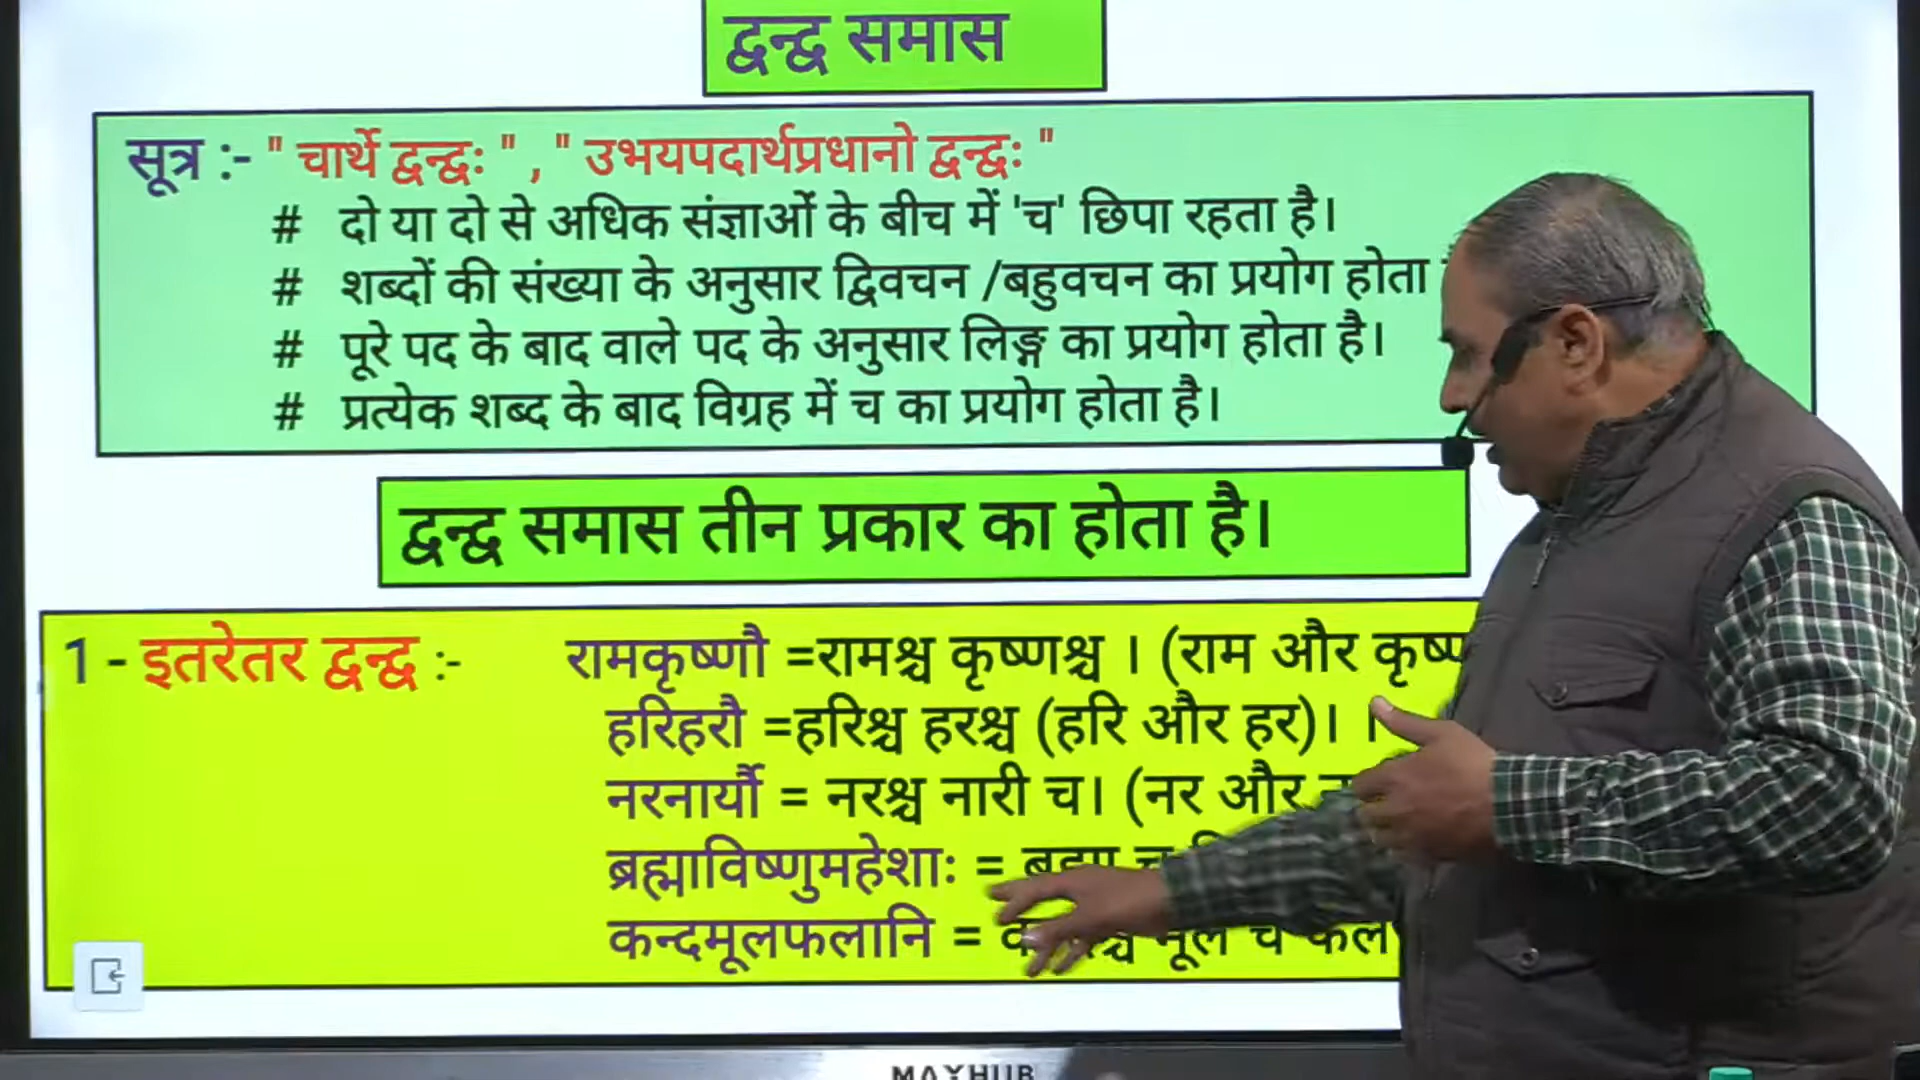 द्वन्द्व समास
सूत्र :- " चार्थे द्वन्द्वः " , " उभयपदार्थप्रधानो द्वन्द्वः "
# दो या दो से अधिक संज्ञाओं के बीच में 'च' छिपा रहता है।
# शब्दों की संख्या के अनुसार द्विवचन /बहुवचन का प्रयोग होता
# पूरे पद के बाद वाले पद के अनुसार लिङ्ग का प्रयोग होता है।
# प्रत्येक शब्द के बाद विग्रह में च का प्रयोग होता है।
द्वन्द्व समास तीन प्रकार का होता है।
1 - इतरेतर द्वन्द्व :- रामकृष्णौ =रामश्च कृष्णश्च । (राम और कृष्ण
हरिहरौ =हरिश्च हरश्च (हरि और हर)। ।
नरनार्यौ = नरश्च नारी च। (नर और
ब्रह्माविष्णुमहेशाः =
कन्दमूलफलानि = मूलं च
MAXHUB